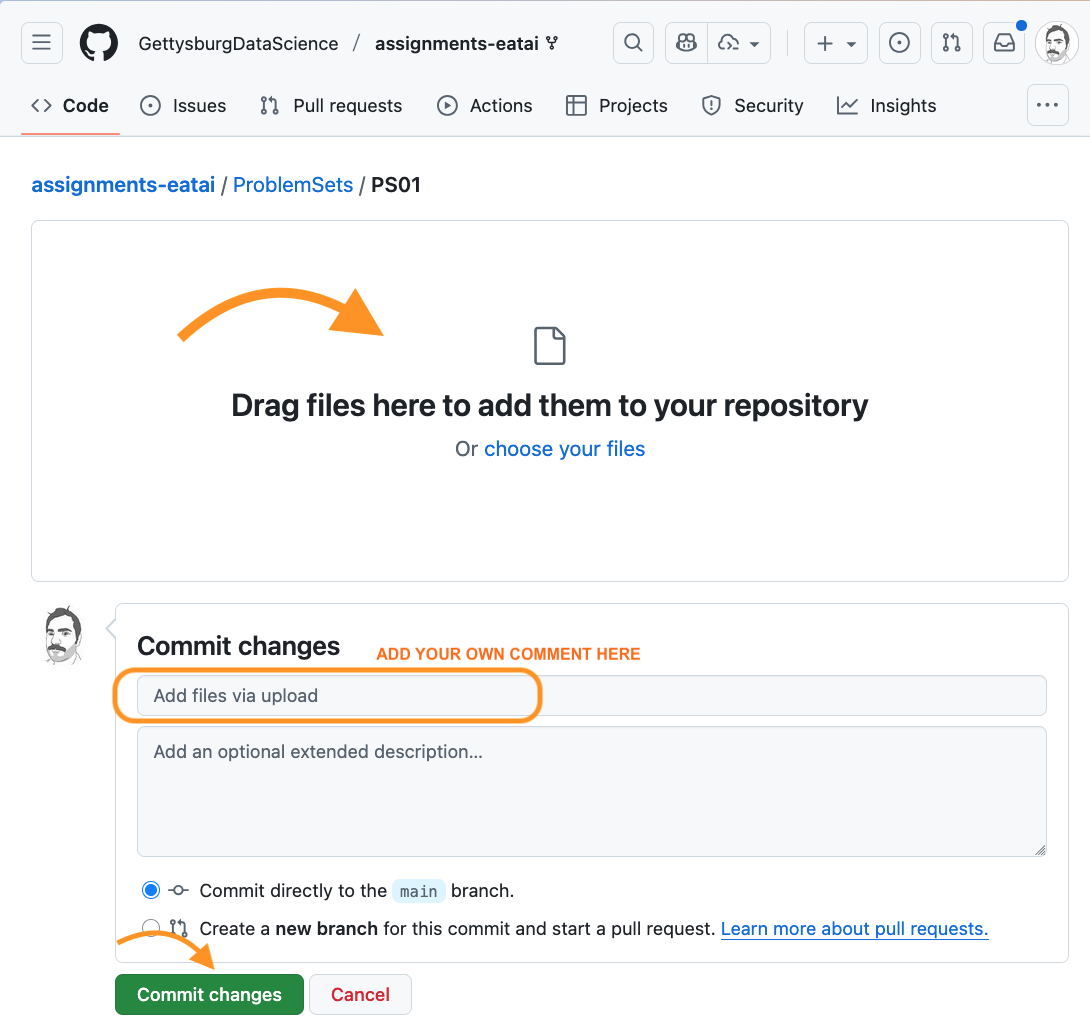 GettysburgDataScience / assignments-eatai
Code Issues Pull requests Actions Projects Security Insights
assignments-eatai / ProblemSets / PS01
Drag files here to add them to your repository
Or choose your files
Commit changes ADD YOUR OWN COMMENT HERE
Add files via upload
Add an optional extended description...
Commit directly to the main branch.
Create a new branch for this commit and start a pull request. Learn more about pull requests.
Commit changes Cancel